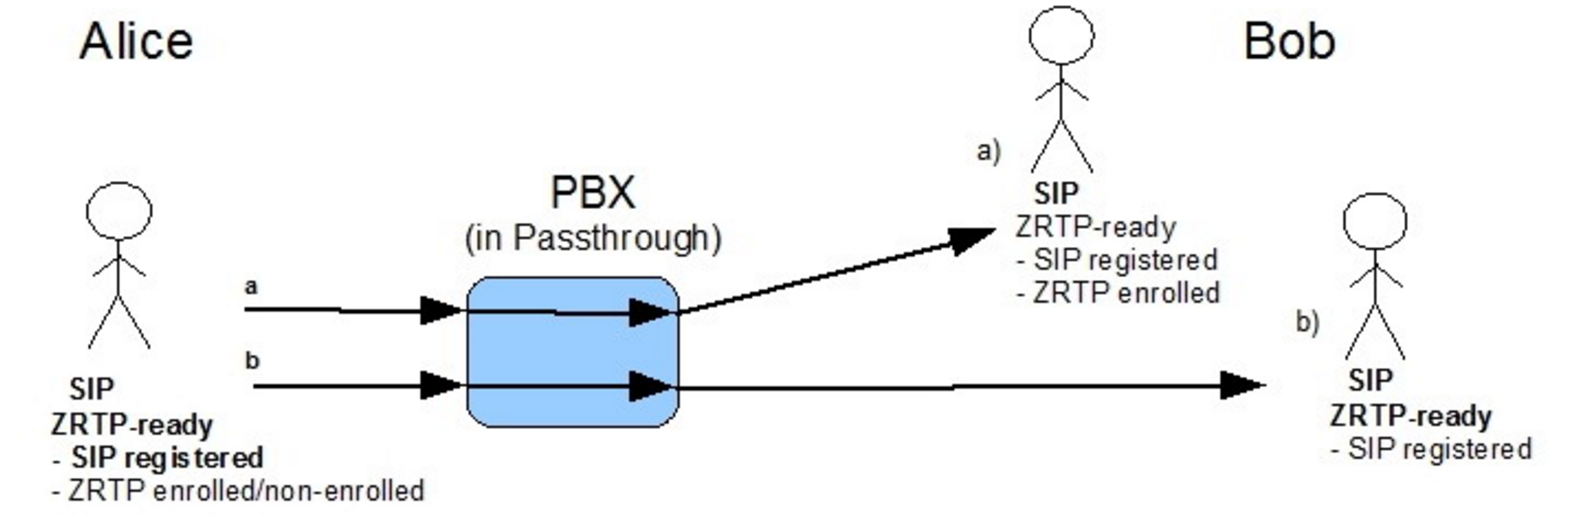 Alice
Bob
PBX
(in Passthrough)
a
b
SIP
ZRTP-ready
- SIP registered
- ZRTP enrolled/non-enrolled
a)
SIP
ZRTP-ready
- SIP registered
- ZRTP enrolled
b)
SIP
ZRTP-ready
- SIP registered